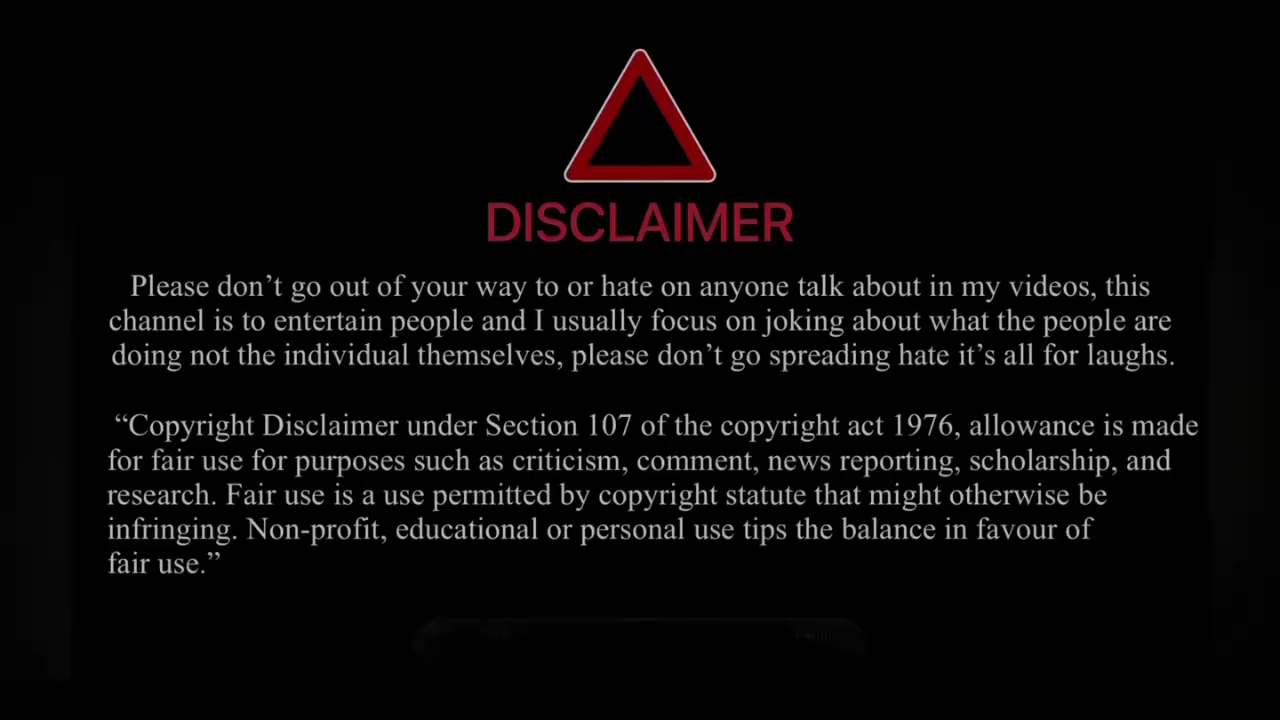 DISCLAIMER
Please don’t go out of your way to or hate on anyone talk about in my videos, this
channel is to entertain people and I usually focus on joking about what the people are
doing not the individual themselves, please don’t go spreading hate it’s all for laughs.
“Copyright Disclaimer under Section 107 of the copyright act 1976, allowance is made
for fair use for purposes such as criticism, comment, news reporting, scholarship, and
research. Fair use is a use permitted by copyright statute that might otherwise be
infringing. Non-profit, educational or personal use tips the balance in favour of
fair use.”